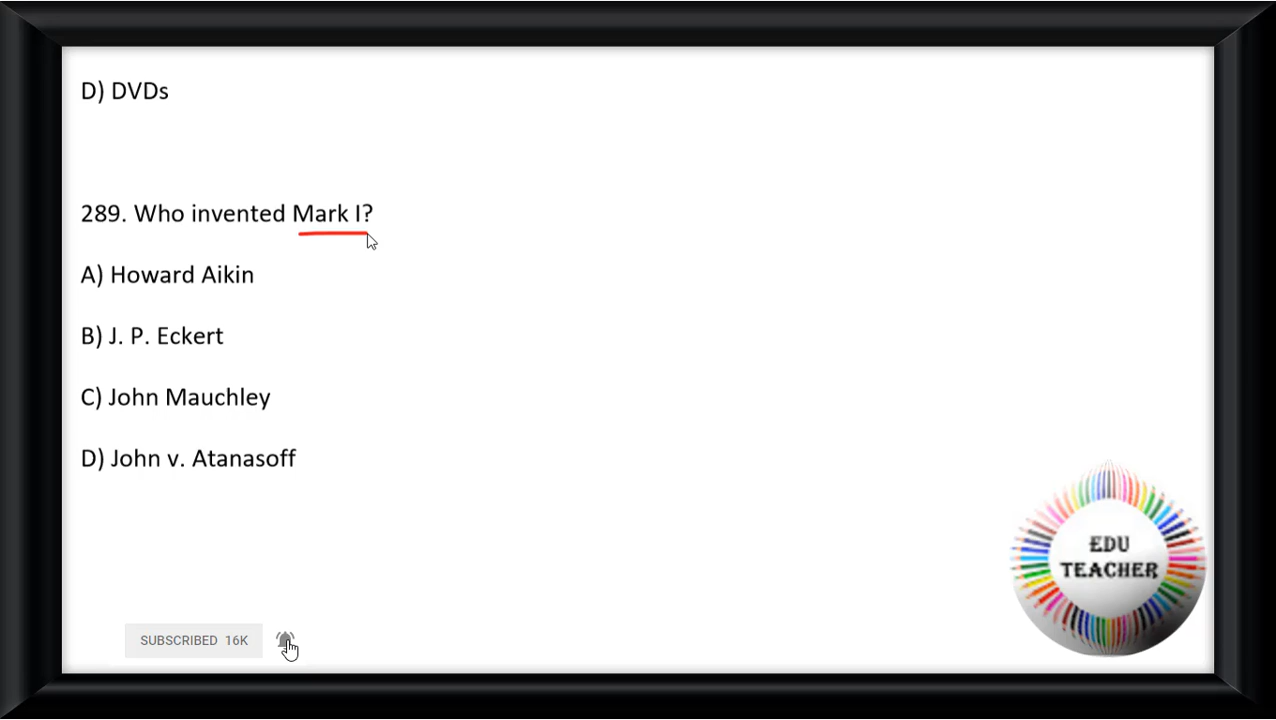 D) DVDs
289. Who invented Mark I?
A) Howard Aikin
B) J. P. Eckert
C) John Mauchley
D) John v. Atanasoff
EDU
TEACHER
SUBSCRIBED 16K